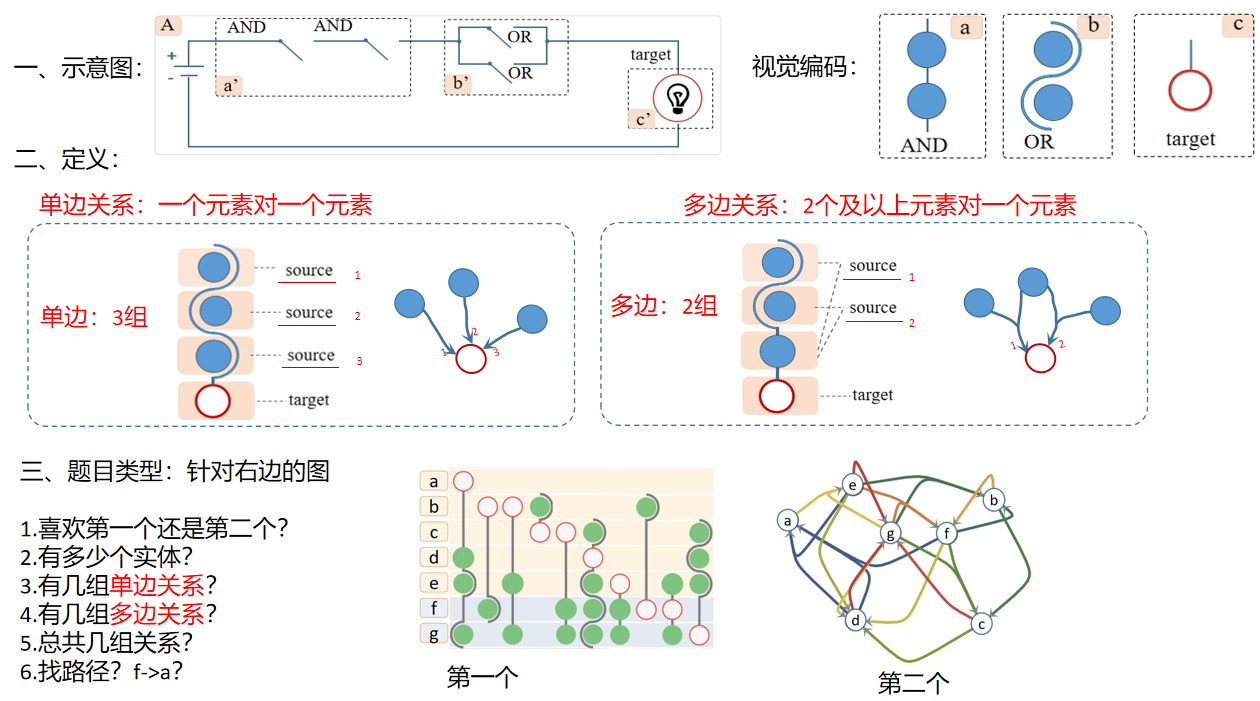 A
AND
AND
OR
OR
target
+
-
a’
b’
c’
一、示意图：
视觉编码：
a
b
c
AND
OR
target
二、定义：
单边关系：一个元素对一个元素
多边关系：2个及以上元素对一个元素
单边：3组
source 1
source 2
source 3
target
1
2
3
多边：2组
source 1
source 2
target
1
2
三、题目类型：针对右边的图
1.喜欢第一个还是第二个？
2.有多少个实体？
3.有几组单边关系？
4.有几组多边关系？
5.总共几组关系？
6.找路径？f->a？
a
b
c
d
e
f
g
第一个
e
b
a
g
f
d
c
第二个